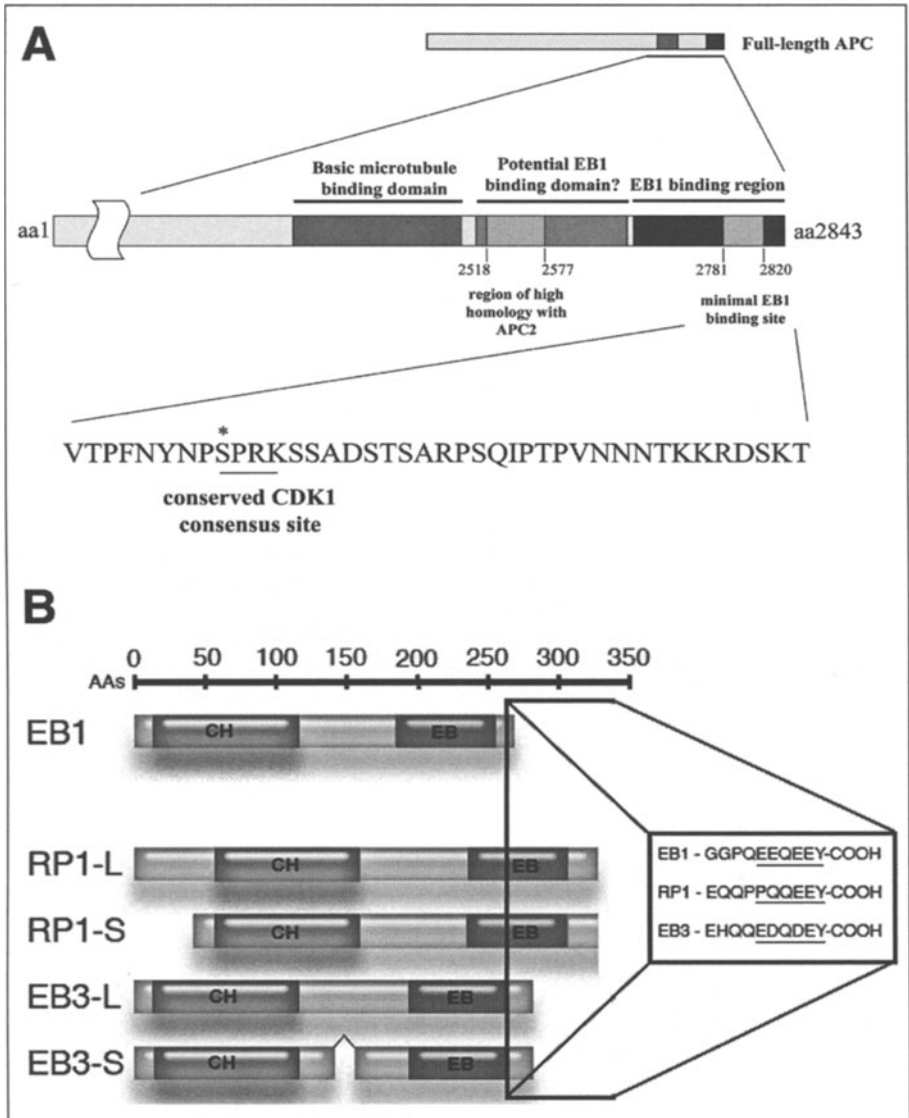 A
Full-length APC
Basic microtubule
binding domain
Potential EB1
binding domain?
EB1 binding region
aa1
aa2843
2518
2577
2781
2820
region of high
homology with
APC2
minimal EB1
binding site
*
VTPFNYNPSPRKSSADSTSARPSQIPTPVNNNTKKRDSKT
conserved CDK1
consensus site
B
0 50 100 150 200 250 300 350
AAs
EB1 CH EB
RP1-L CH EB
RP1-S CH EB
EB3-L CH EB
EB3-S CH EB
EB1 - GGPQEEQEEY-COOH
RP1 - EQQPPQQEEY-COOH
EB3 - EHQQEDQDEY-COOH